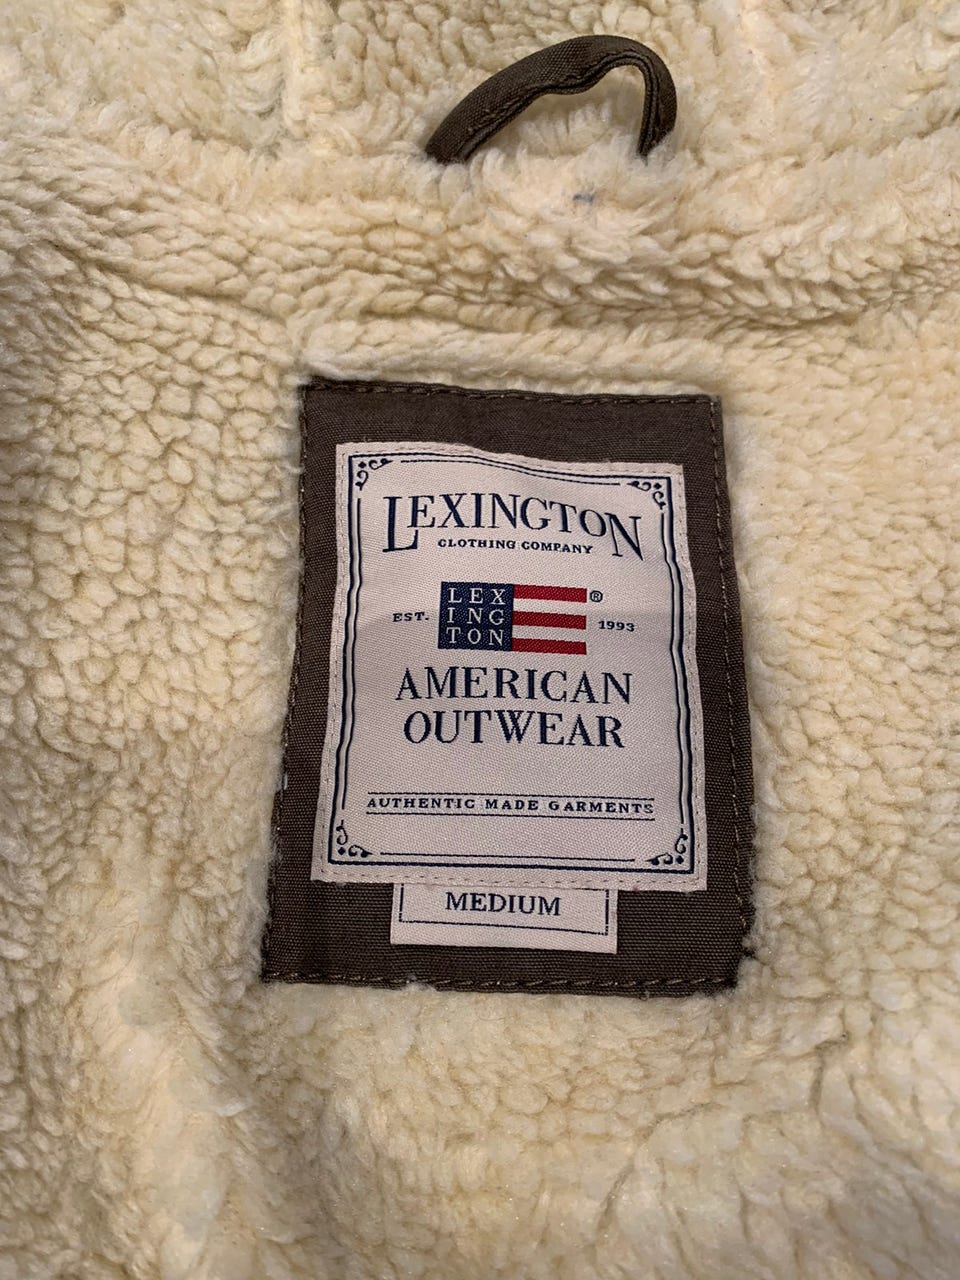 LEXINGTON
CLOTHING COMPANY
EST. LEX ® 1993
ING
TON
AMERICAN
OUTWEAR
AUTHENTIC MADE GARMENTS
MEDIUM